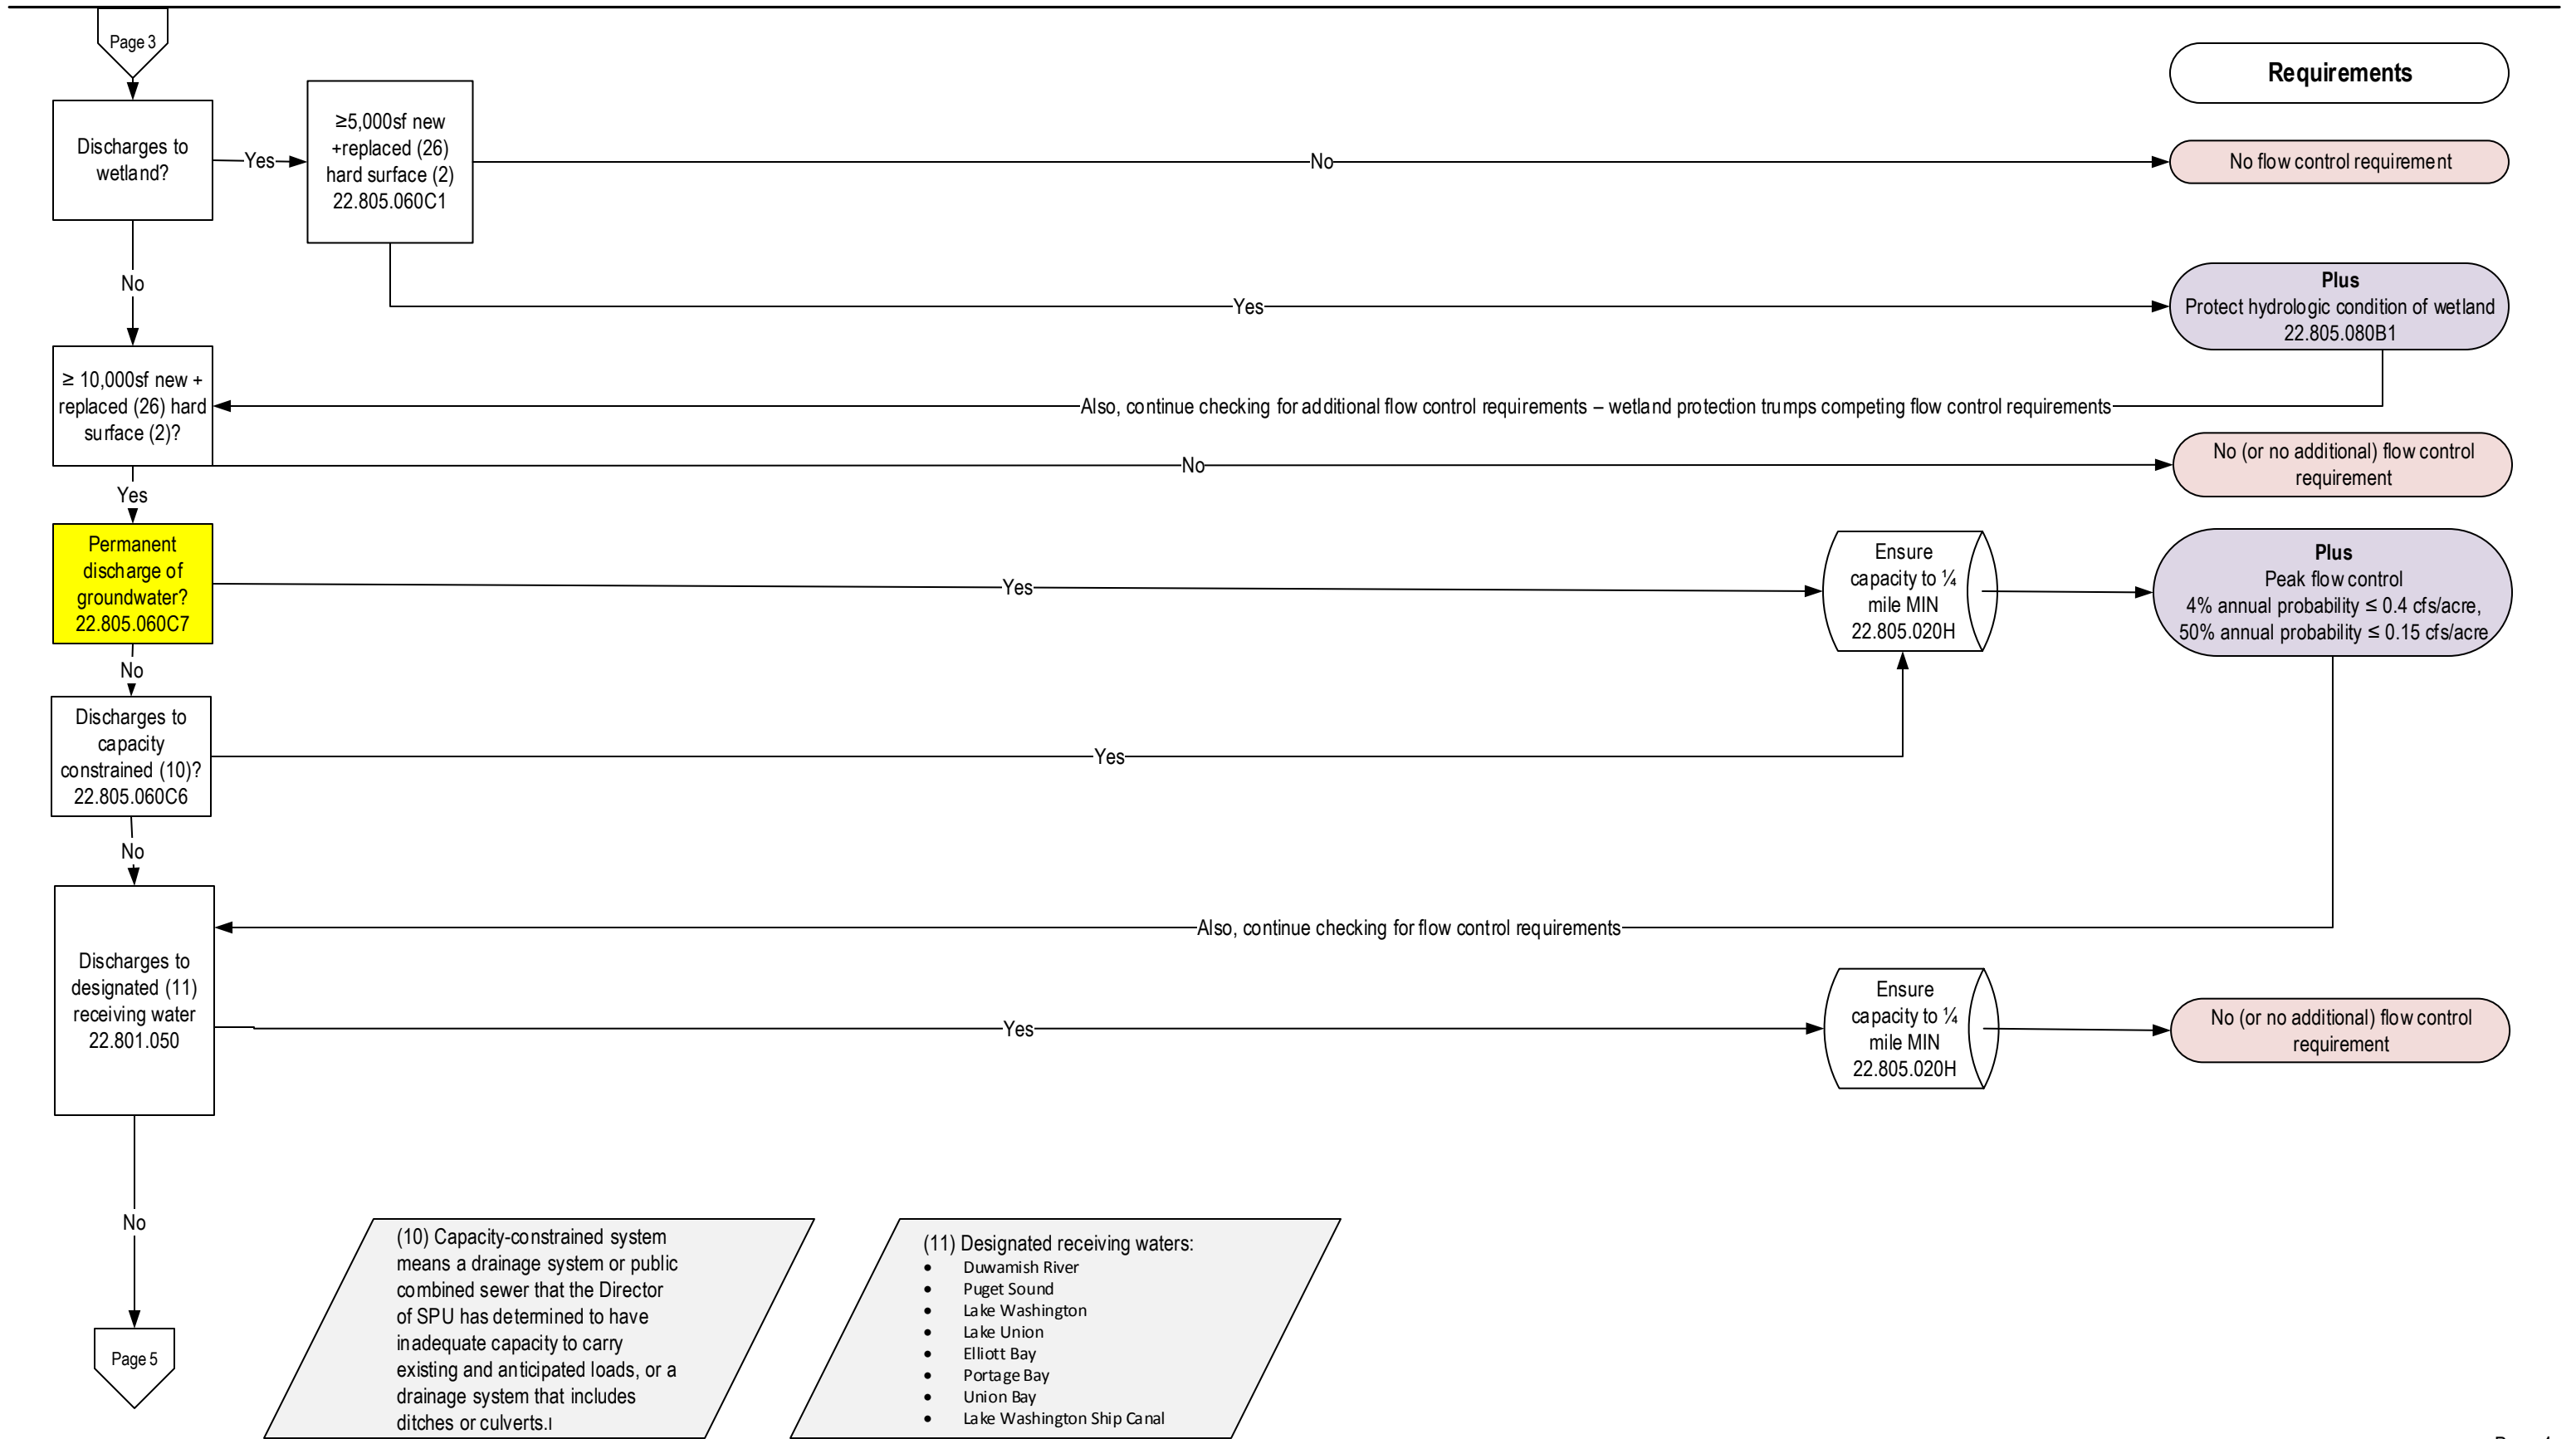 Page 3
Requirements
Discharges to
wetland?
Yes
≥5,000sf new
+replaced (26)
hard surface (2)
22.805.060C1
No
No flow control requirement
No
Yes
Plus
Protect hydrologic condition of wetland
22.805.080B1
≥ 10,000sf new +
replaced (26) hard
surface (2)?
Also, continue checking for additional flow control requirements – wetland protection trumps competing flow control requirements
No
No (or no additional) flow control
requirement
Yes
Permanent
discharge of
groundwater?
22.805.060C7
Yes
Ensure
capacity to ¼
mile MIN
22.805.020H
Plus
Peak flow control
4% annual probability ≤ 0.4 cfs/acre,
50% annual probability ≤ 0.15 cfs/acre
No
Discharges to
capacity
constrained (10)?
22.805.060C6
Yes
No
Discharges to
designated (11)
receiving water
22.801.050
Also, continue checking for flow control requirements
Yes
Ensure
capacity to ¼
mile MIN
22.805.020H
No (or no additional) flow control
requirement
No
Page 5
(10) Capacity-constrained system
means a drainage system or public
combined sewer that the Director
of SPU has determined to have
inadequate capacity to carry
existing and anticipated loads, or a
drainage system that includes
ditches or culverts.
(11) Designated receiving waters:
• Duwamish River
• Puget Sound
• Lake Washington
• Lake Union
• Elliott Bay
• Portage Bay
• Union Bay
• Lake Washington Ship Canal